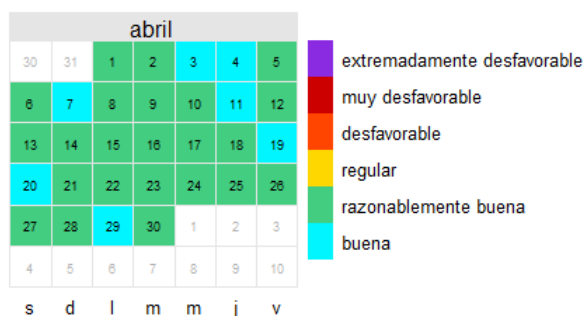 abril
30 31 1 2 3 4 5
6 7 8 9 10 11 12
13 14 15 16 17 18 19
20 21 22 23 24 25 26
27 28 29 30 1 2 3
4 5 6 7 8 9 10
s d l m m j v
extremadamente desfavorable
muy desfavorable
desfavorable
regular
razonablemente buena
buena